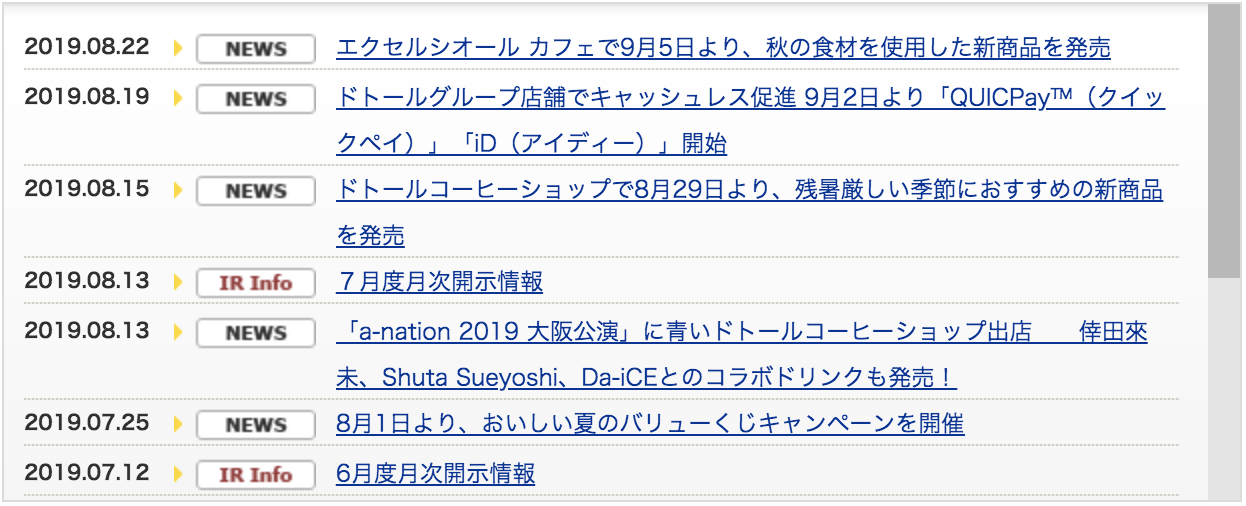 2019.08.22 NEWS エクセルシオール カフェで9月5日より、秋の食材を使用した新商品を発売
2019.08.19 NEWS ドトールグループ店舗でキャッシュレス促進 9月2日より「QUICPay™（クイッ
クペイ）」「iD（アイディー）」開始
2019.08.15 NEWS ドトールコーヒーショップで8月29日より、残暑厳しい季節におすすめの新商品
を発売
2019.08.13 IR Info ７月度月次開示情報
2019.08.13 NEWS 「a-nation 2019 大阪公演」に青いドトールコーヒーショップ出店　　倖田來
未、Shuta Sueyoshi、Da-iCEとのコラボドリンクも発売！
2019.07.25 NEWS 8月1日より、おいしい夏のバリューくじキャンペーンを開催
2019.07.12 IR Info 6月度月次開示情報